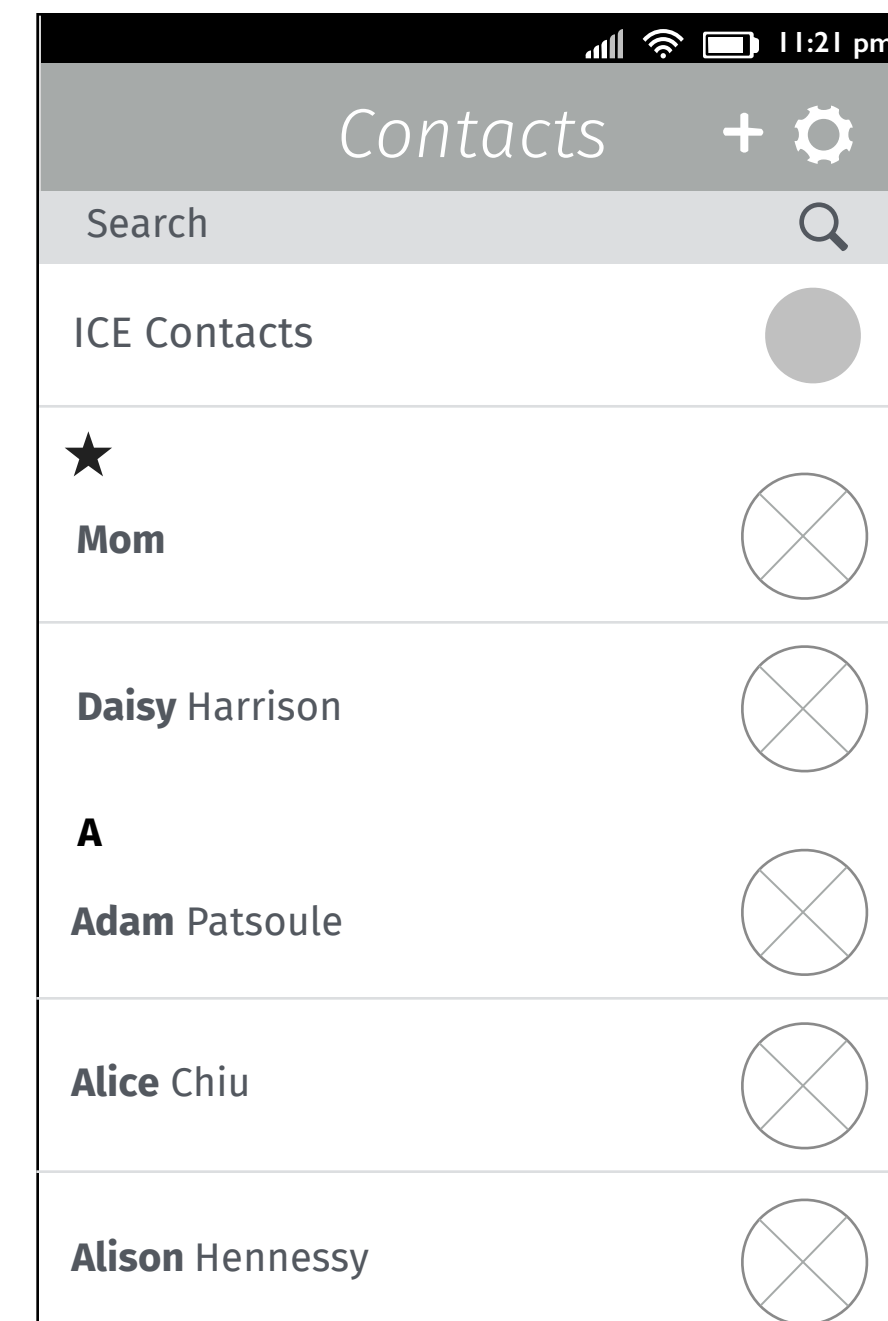 11:21 pm
Contacts
Search
ICE Contacts
Mom
Daisy Harrison
A
Adam Patsoule
Alice Chiu
Alison Hennessy